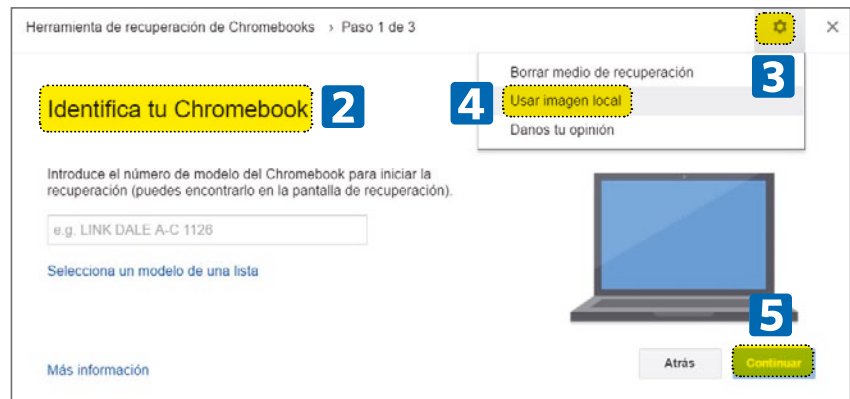 Herramienta de recuperación de Chromebooks › Paso 1 de 3
3
Borrar medio de recuperación
4
Usar imagen local
Danos tu opinión
Identifica tu Chromebook
2
Introduce el número de modelo del Chromebook para iniciar la
recuperación (puedes encontrarlo en la pantalla de recuperación).
e.g. LINK DALE A-C 1126
Selecciona un modelo de una lista
5
Más información
Atrás
Continuar